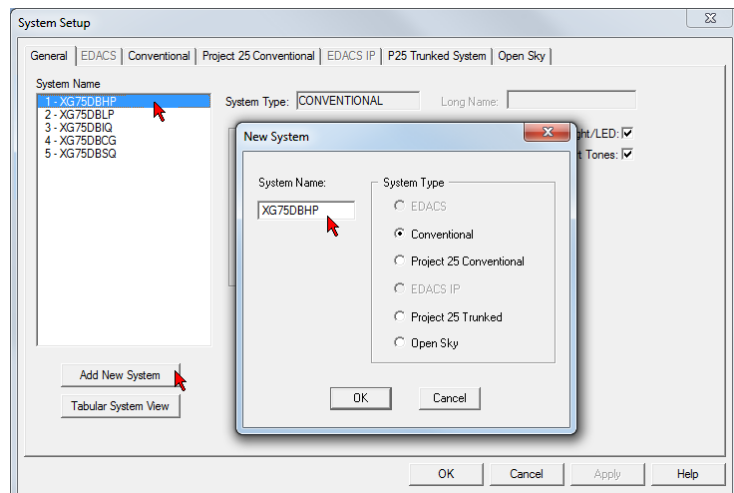 System Setup
General EDACS Conventional Project 25 Conventional EDACS IP P25 Trunked System Open Sky
System Name
1 - XG75DBHP
2 - XG75DBLP
3 - XG75DBIQ
4 - XG75DBCG
5 - XG75DBSQ
System Type: CONVENTIONAL Long Name:
ght/LED:
t Tones:
New System
System Name:
XG75DBHP
System Type
EDACS
Conventional
Project 25 Conventional
EDACS IP
Project 25 Trunked
Open Sky
OK Cancel
Add New System
Tabular System View
OK Cancel Apply Help